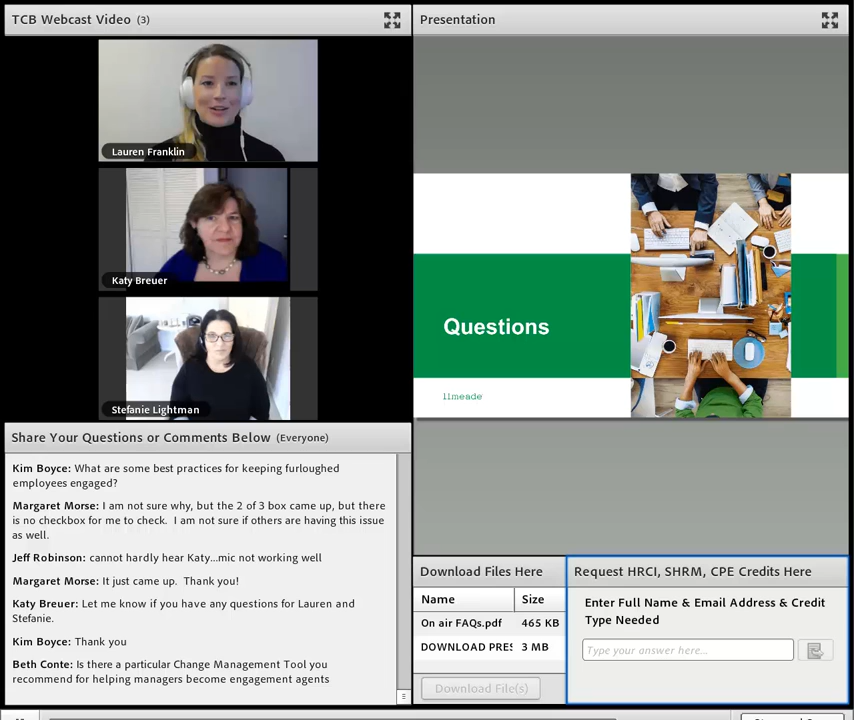 TCB Webcast Video (3)
Lauren Franklin
Katy Breuer
Stefanie Lightman
Share Your Questions or Comments Below (Everyone)
Kim Boyce: What are some best practices for keeping furloughed
employees engaged?
Margaret Morse: I am not sure why, but the 2 of 3 box came up, but there
is no checkbox for me to check. I am not sure if others are having this issue
as well.
Jeff Robinson: cannot hardly hear Katy...mic not working well
Margaret Morse: It just came up. Thank you!
Katy Breuer: Let me know if you have any questions for Lauren and
Stefanie.
Kim Boyce: Thank you
Beth Conte: Is there a particular Change Management Tool you
recommend for helping managers become engagement agents
Presentation
Questions
limeade
Download Files Here
Name Size
On air FAQs.pdf 465 KB
DOWNLOAD PRES 3 MB
Download File(s)
Request HRCI, SHRM, CPE Credits Here
Enter Full Name & Email Address & Credit
Type Needed
Type your answer here...